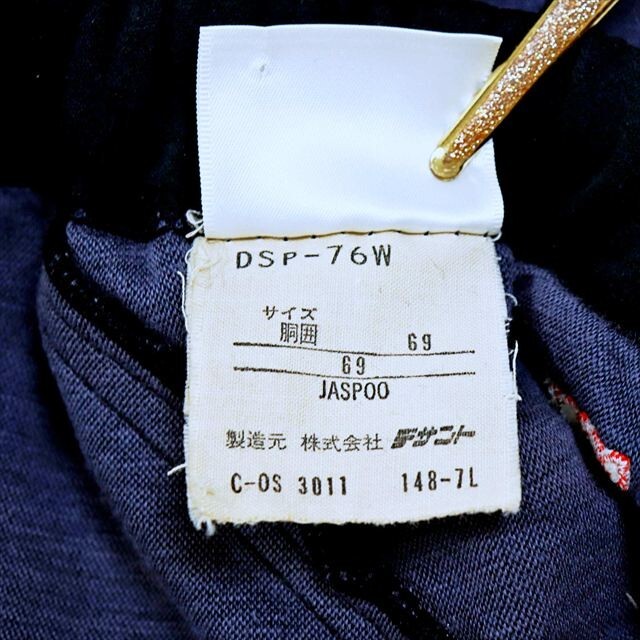 DSP-76W
サイズ
胴囲 69
69
JASPOO
製造元 株式会社 デサント
C-OS 3011 148-7L